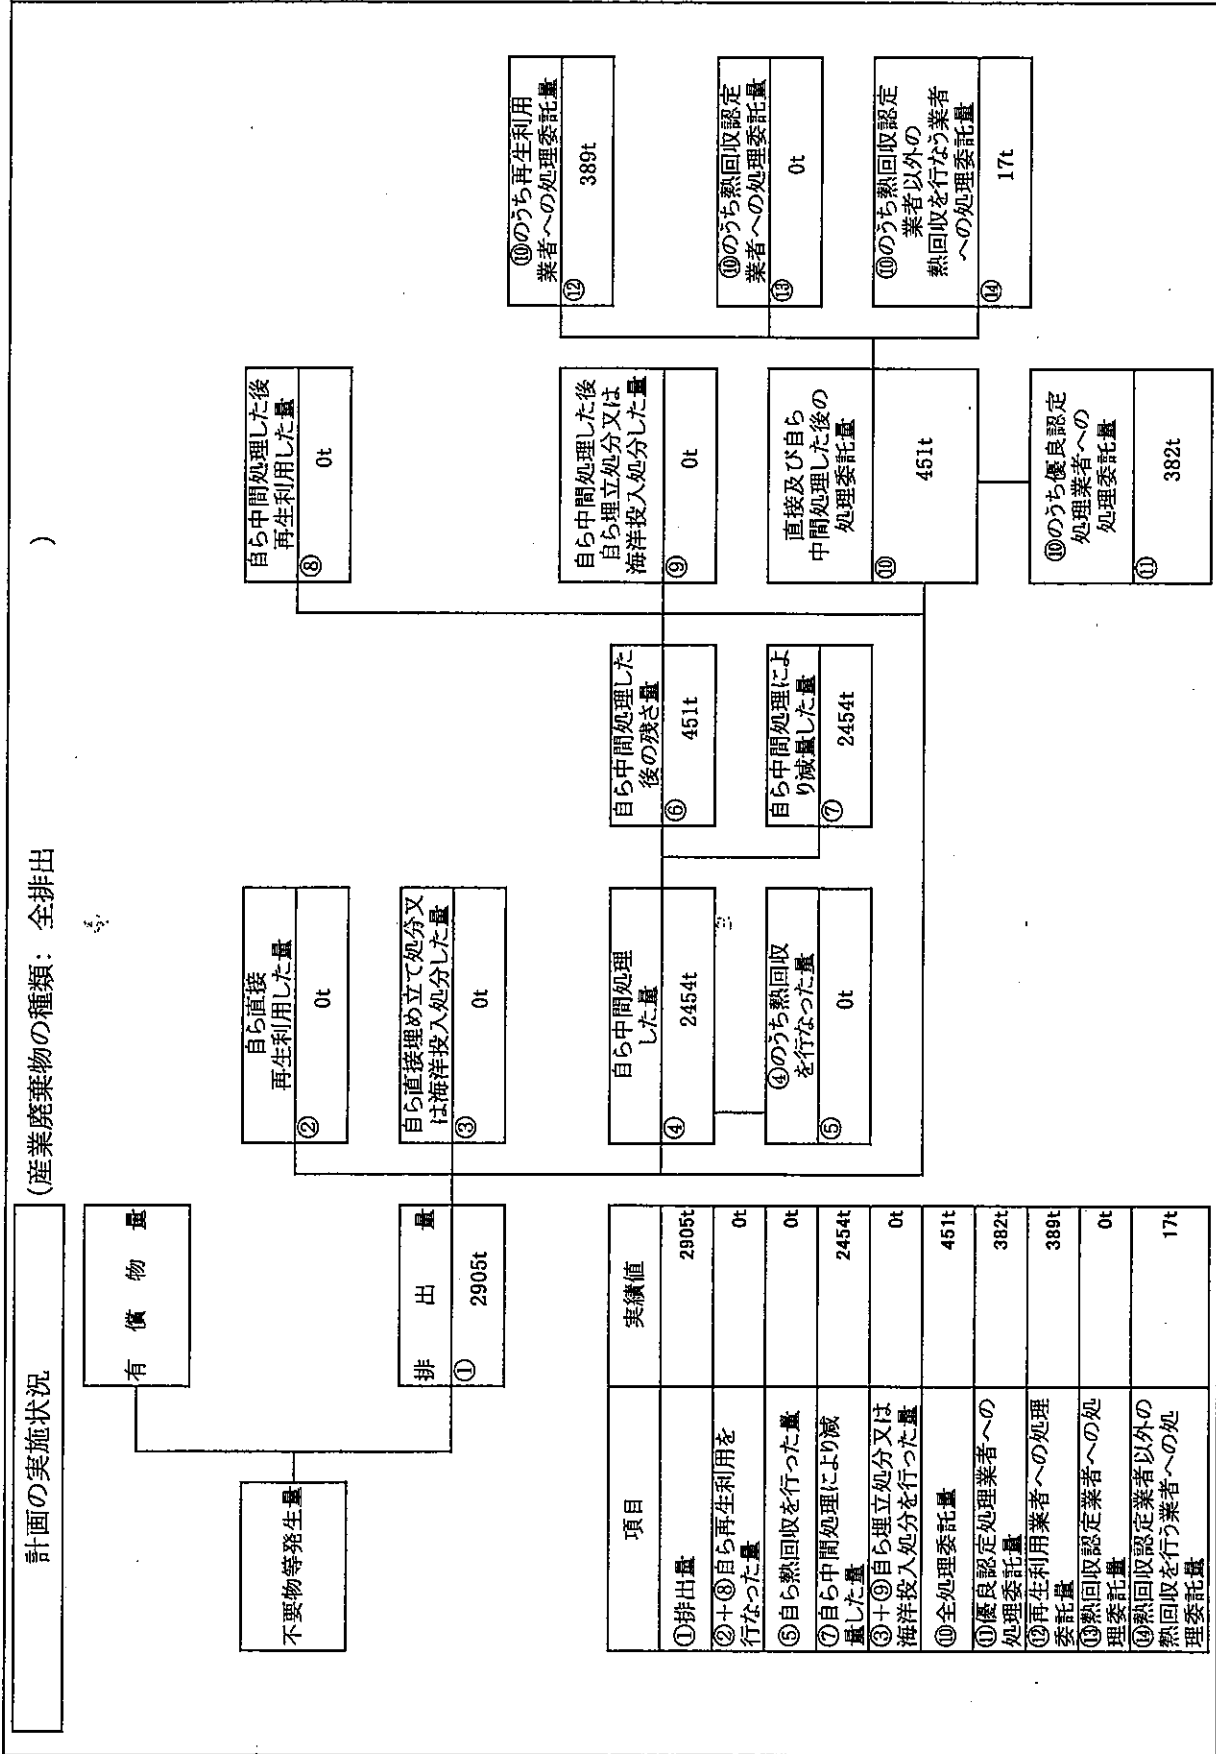 計画の実施状況
(産業廃棄物の種類： 全排出 )
不要物等発生量
有償物量
排出量
① 2905t
自ら直接
再生利用した量
② 0t
自ら直接埋め立て処分又
は海洋投入処分した量
③ 0t
自ら中間処理
した量
④ 2454t
④のうち熱回収
を行なった量
⑤ 0t
自ら中間処理した
後の残さ量
⑥ 451t
自ら中間処理によ
り減量した量
⑦ 2454t
自ら中間処理した後
再生利用した量
⑧ 0t
自ら中間処理した後
自ら埋立処分又は
海洋投入処分した量
⑨ 0t
直接及び自ら
中間処理した後の
処理委託量
⑩ 451t
⑩のうち優良認定
処理業者への
処理委託量
⑪ 382t
⑩のうち再生利用
業者への処理委託量
⑫ 389t
⑩のうち熱回収認定
業者への処理委託量
⑬ 0t
⑩のうち熱回収認定
業者以外の
熱回収を行なう業者
への処理委託量
⑭ 17t
項目 実績値
①排出量 2905t
②+⑧自ら再生利用を
行なった量 0t
⑤自ら熱回収を行った量 0t
⑦自ら中間処理により減
量した量 2454t
③+⑨自ら埋立処分又は
海洋投入処分を行った量 0t
⑩全処理委託量 451t
⑪優良認定処理業者への
処理委託量 382t
⑫再生利用業者への処理
委託量 389t
⑬熱回収認定業者への処
理委託量 0t
⑭熱回収認定業者以外の
熱回収を行う業者への処
理委託量 17t